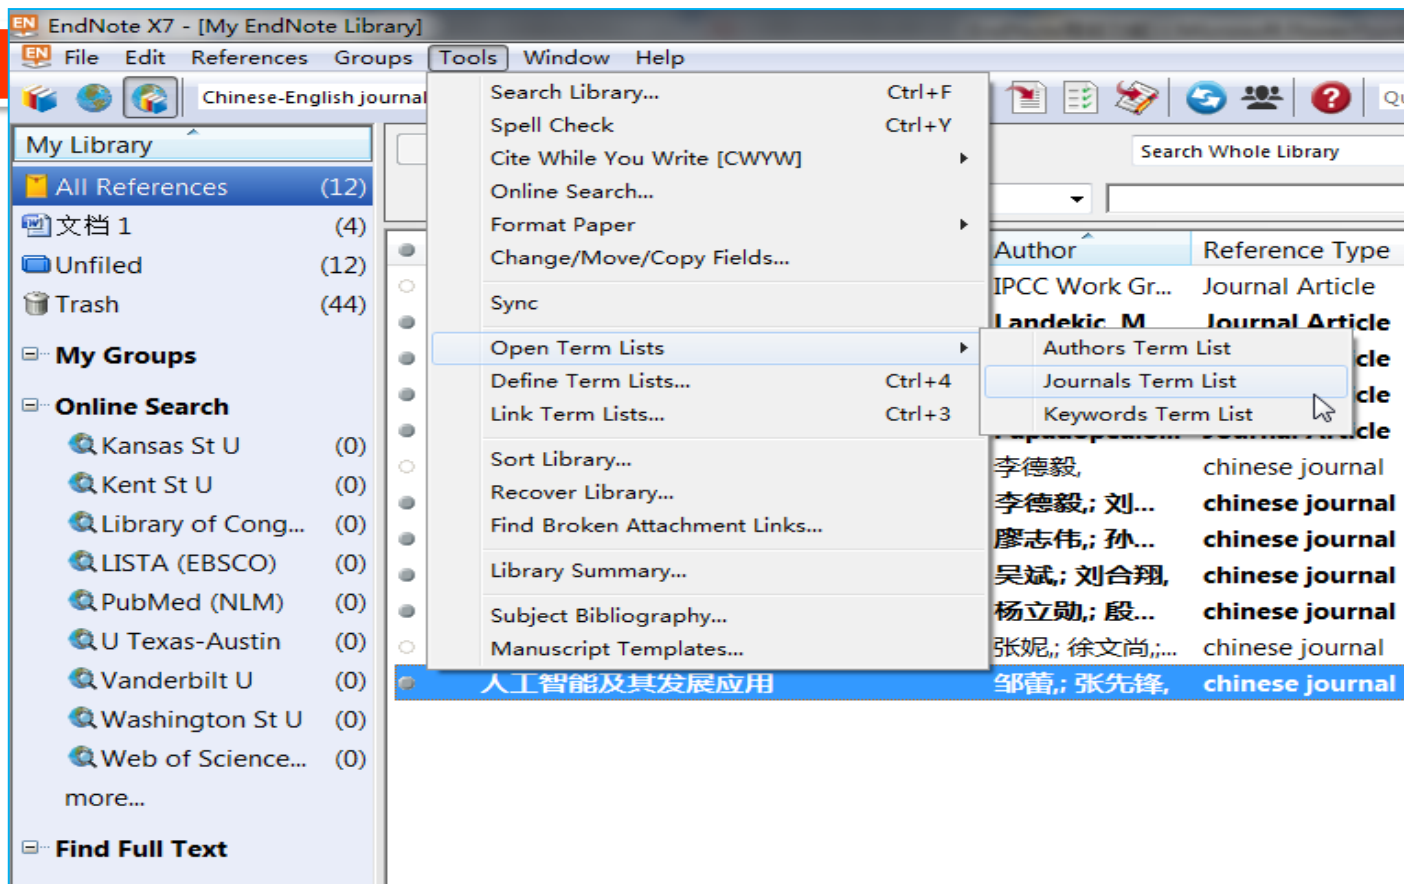 EN EndNote X7 - [My EndNote Library]
EN File Edit References Groups Tools Window Help
Chinese-English journal
My Library
All References (12)
文档 1 (4)
Unfiled (12)
Trash (44)
My Groups
Online Search
Kansas St U (0)
Kent St U (0)
Library of Cong... (0)
LISTA (EBSCO) (0)
PubMed (NLM) (0)
U Texas-Austin (0)
Vanderbilt U (0)
Washington St U (0)
Web of Science... (0)
more...
Find Full Text
Search Library... Ctrl+F
Spell Check Ctrl+Y
Cite While You Write [CWYW]
Online Search...
Format Paper
Change/Move/Copy Fields...
Sync
Open Term Lists
Define Term Lists... Ctrl+4
Link Term Lists... Ctrl+3
Sort Library...
Recover Library...
Find Broken Attachment Links...
Library Summary...
Subject Bibliography...
Manuscript Templates...
Authors Term List
Journals Term List
Keywords Term List
? Qu
Search Whole Library
Author Reference Type
IPCC Work Gr... Journal Article
Landekic, M Journal Article
cle
cle
Journal Article
李德毅, chinese journal
李德毅,; 刘... chinese journal
廖志伟,; 孙... chinese journal
吴斌,; 刘合翔, chinese journal
杨立勋,; 殷... chinese journal
张妮,; 徐文尚,;... chinese journal
人工智能及其发展应用 邹蕾,; 张先锋, chinese journal